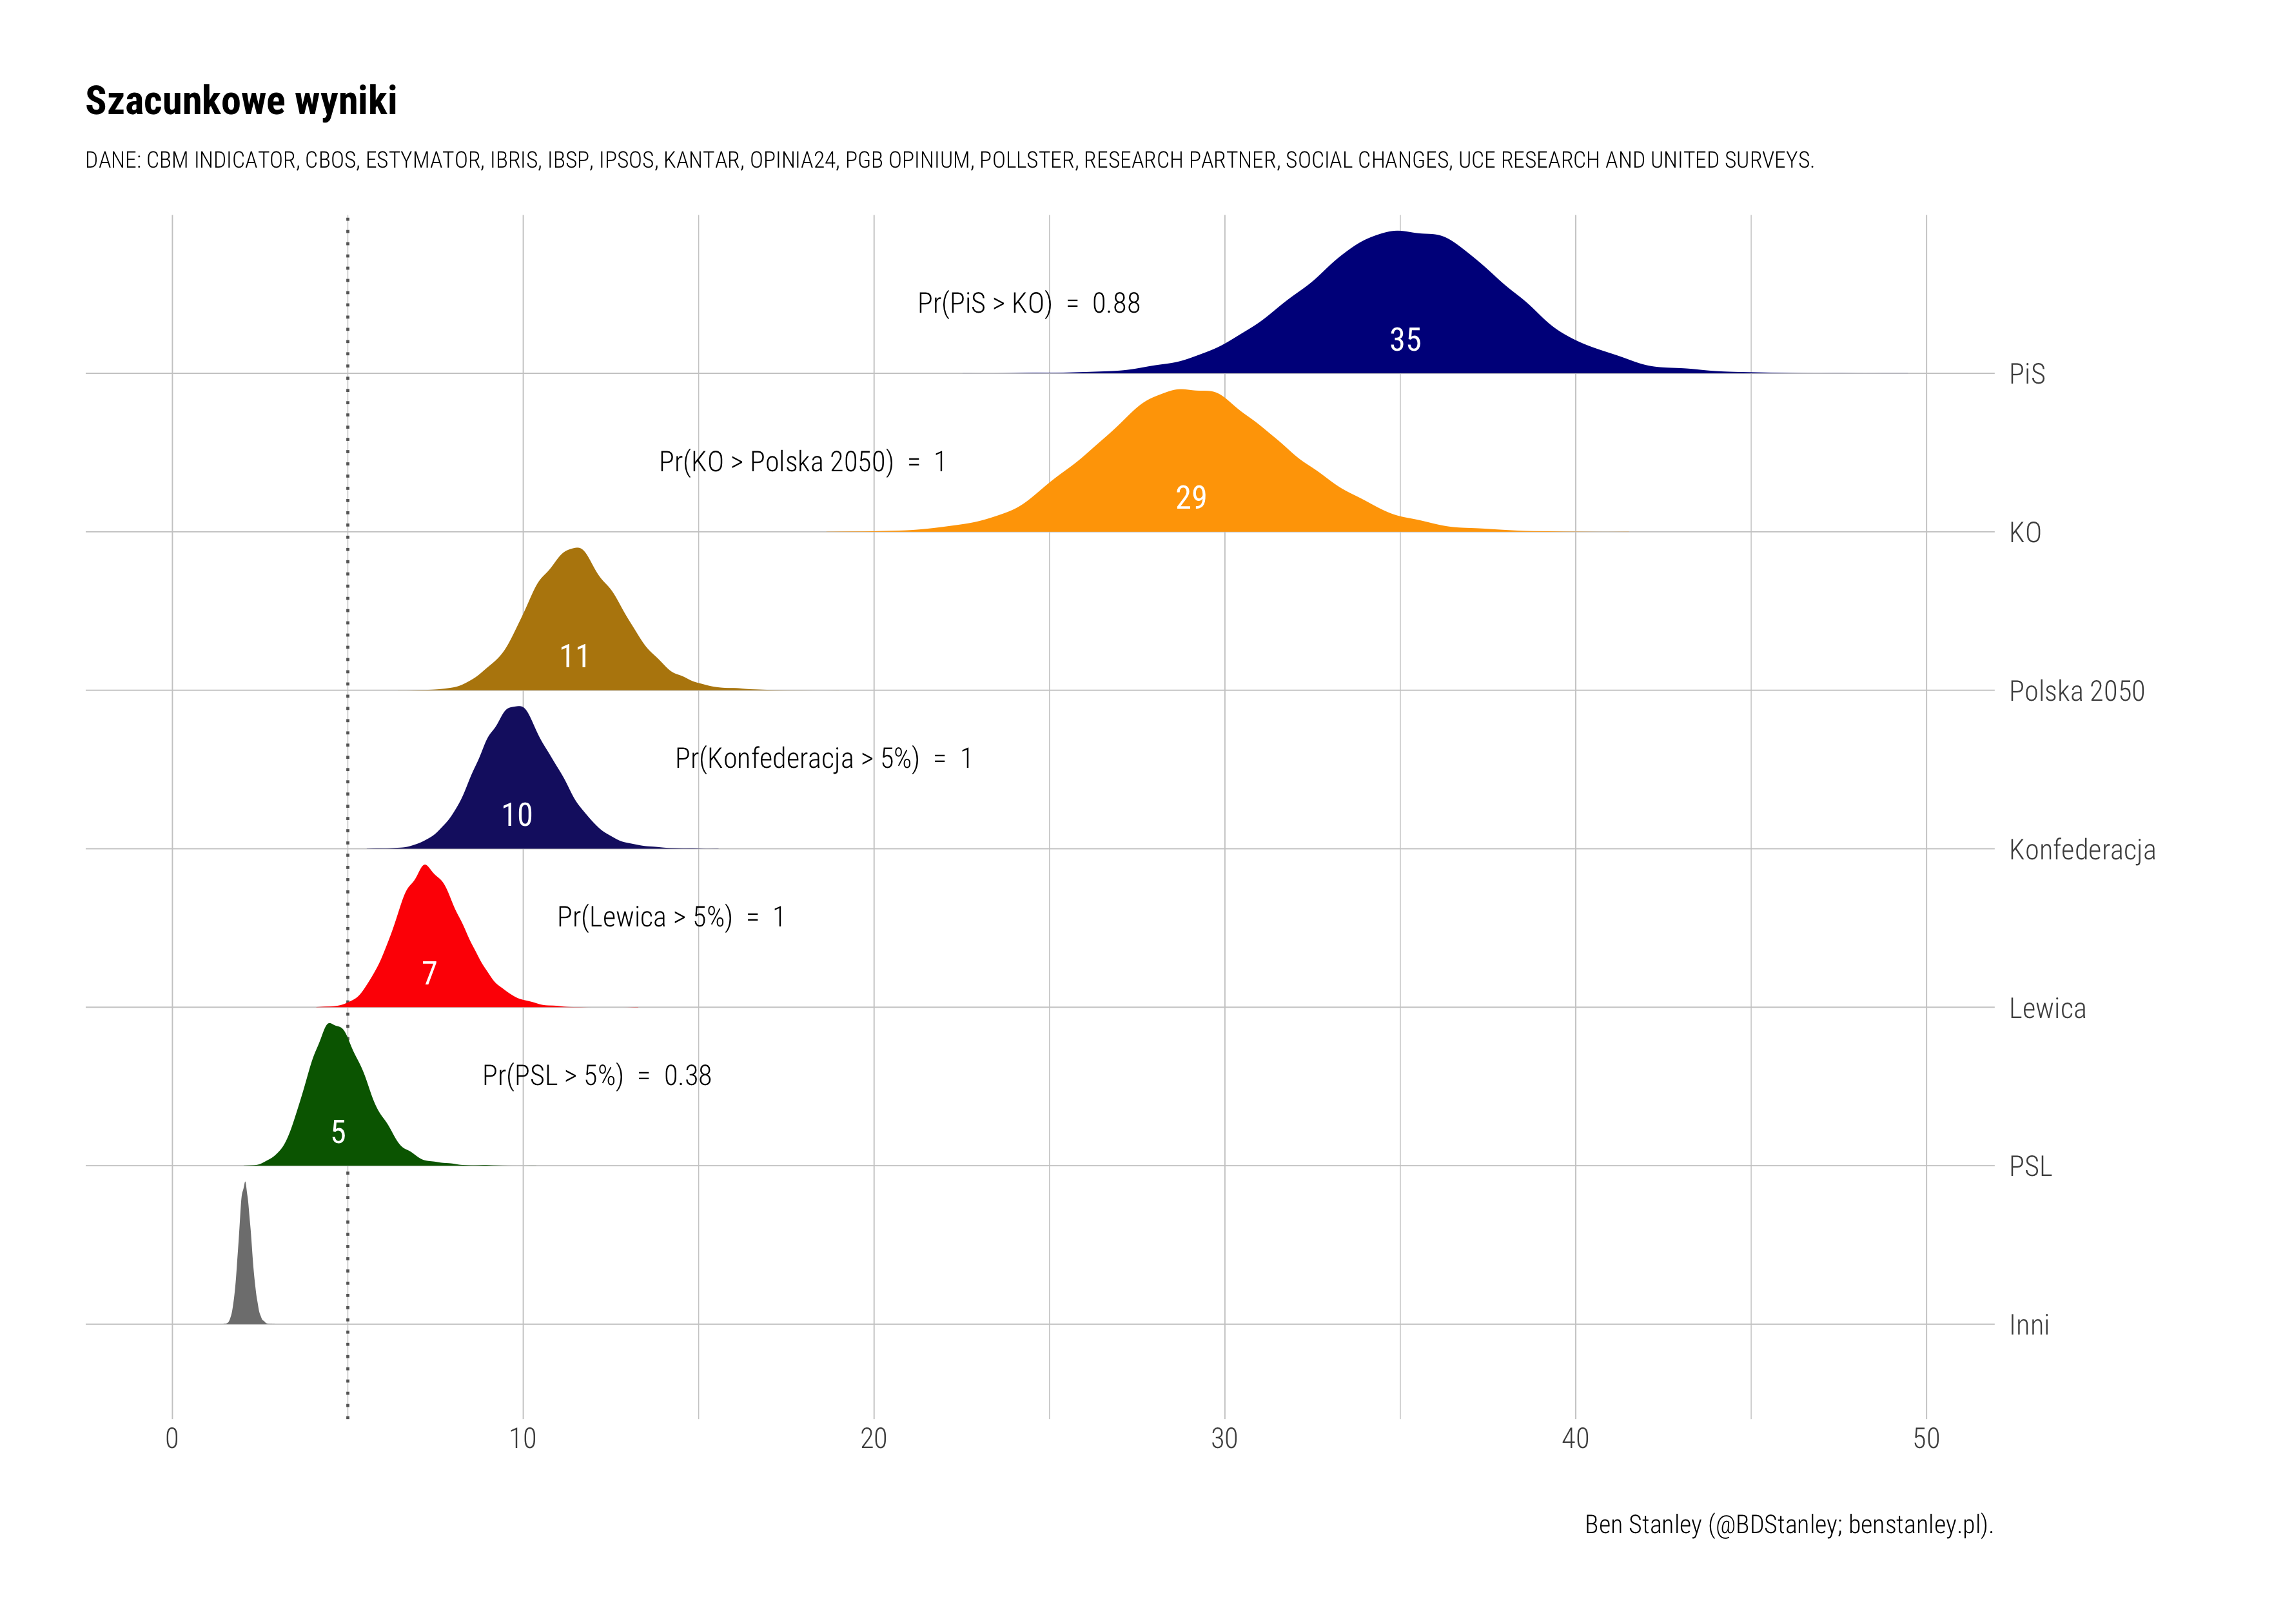 Szacunkowe wyniki
DANE: CBM INDICATOR, CBOS, ESTYMATOR, IBRIS, IBSP, IPSOS, KANTAR, OPINIA24, PGB OPINIUM, POLLSTER, RESEARCH PARTNER, SOCIAL CHANGES, UCE RESEARCH AND UNITED SURVEYS.
Pr(PiS > KO) = 0.88
35
PiS
Pr(KO > Polska 2050) = 1
29
KO
11
Polska 2050
Pr(Konfederacja > 5%) = 1
10
Konfederacja
Pr(Lewica > 5%) = 1
7
Lewica
Pr(PSL > 5%) = 0.38
5
PSL
Inni
0 10 20 30 40 50
Ben Stanley (@BDStanley; benstanley.pl).